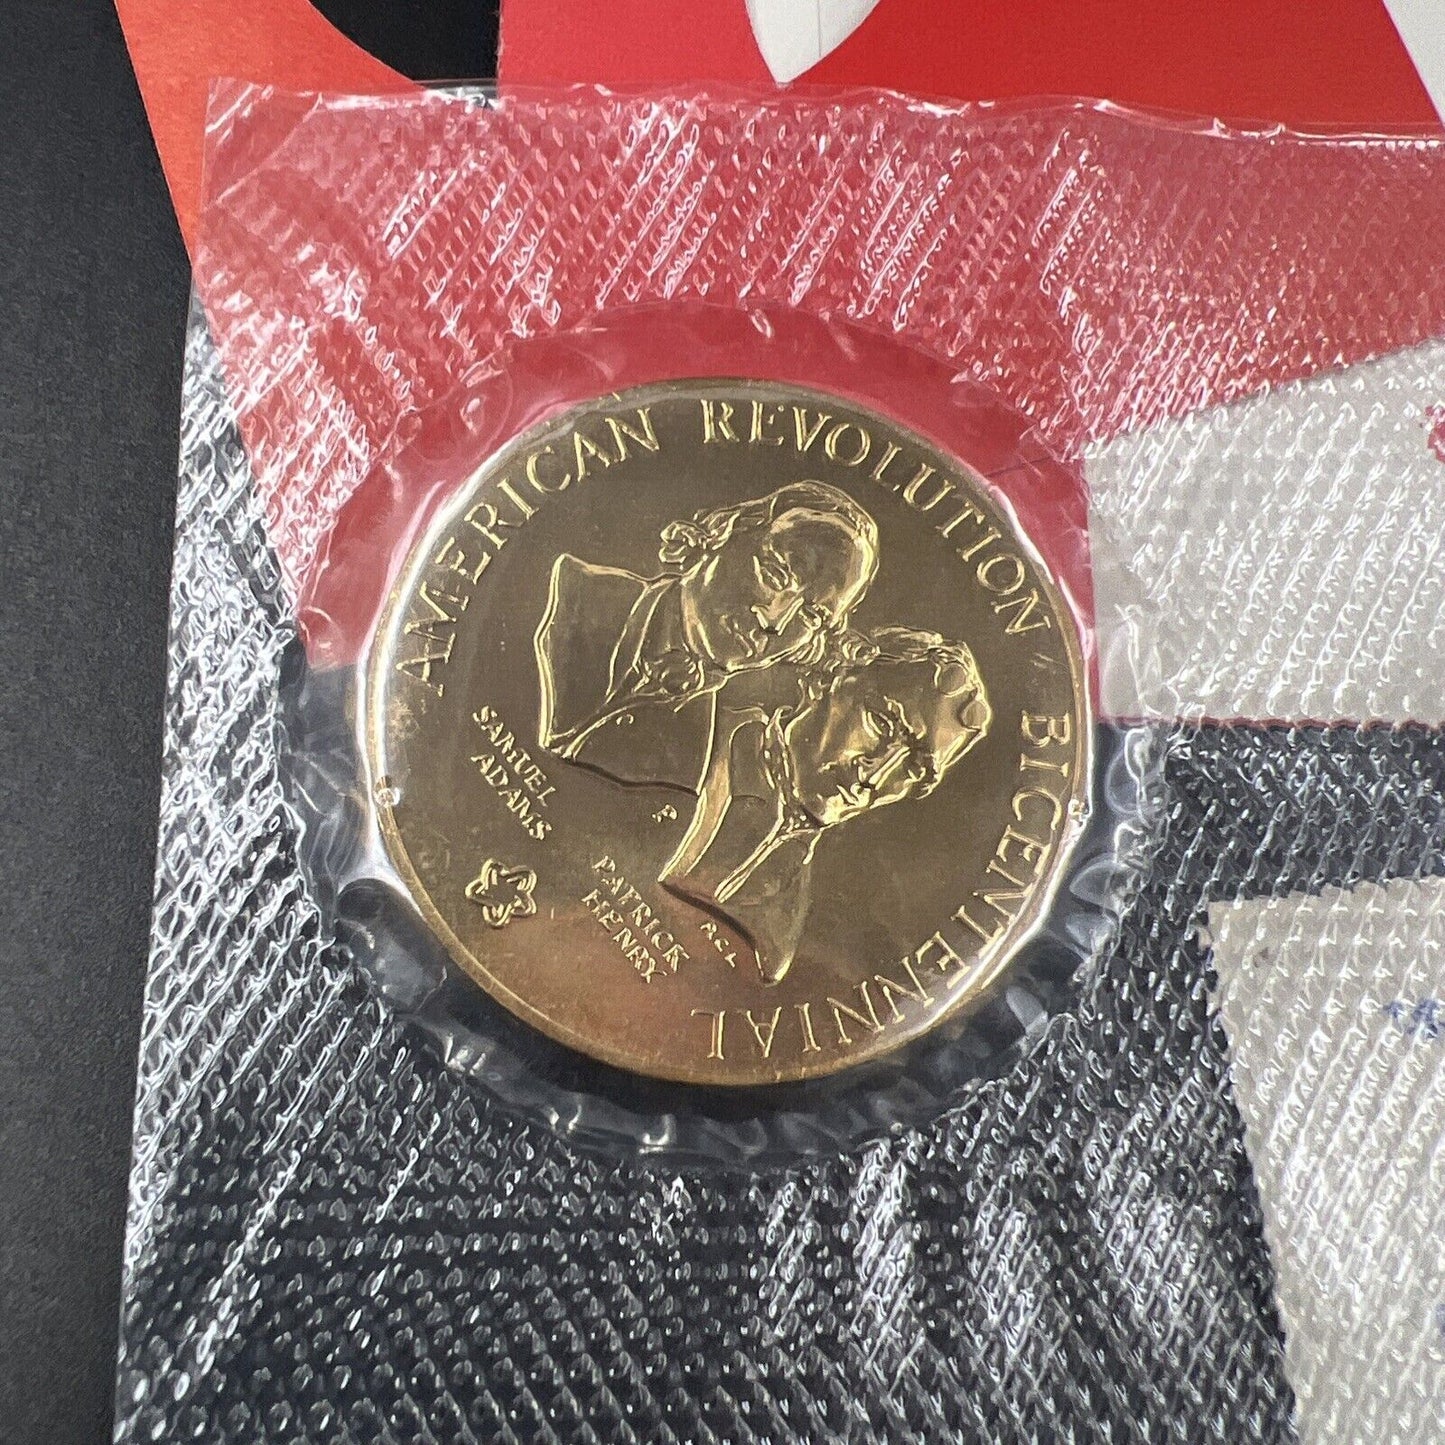 AMERICAN REVOLUTION BICENTENNIAL
SAMUEL
ADAMS
PATRICK
HENRY